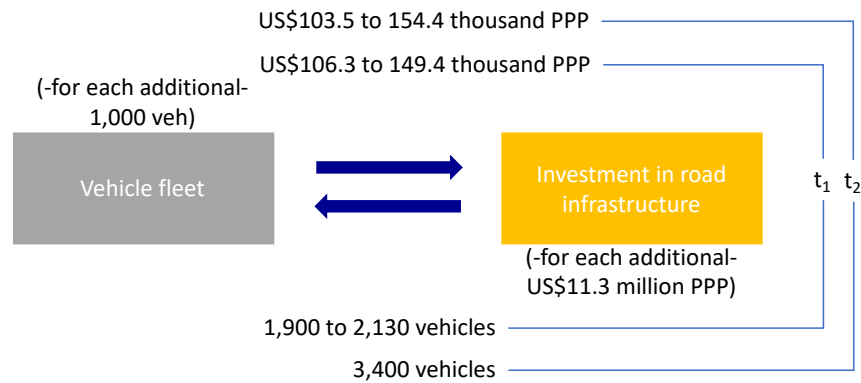 US$103.5 to 154.4 thousand PPP
US$106.3 to 149.4 thousand PPP
(-for each additional-
1,000 veh)
Vehicle fleet
Investment in road
infrastructure
t1
t2
(-for each additional-
US$11.3 million PPP)
1,900 to 2,130 vehicles
3,400 vehicles